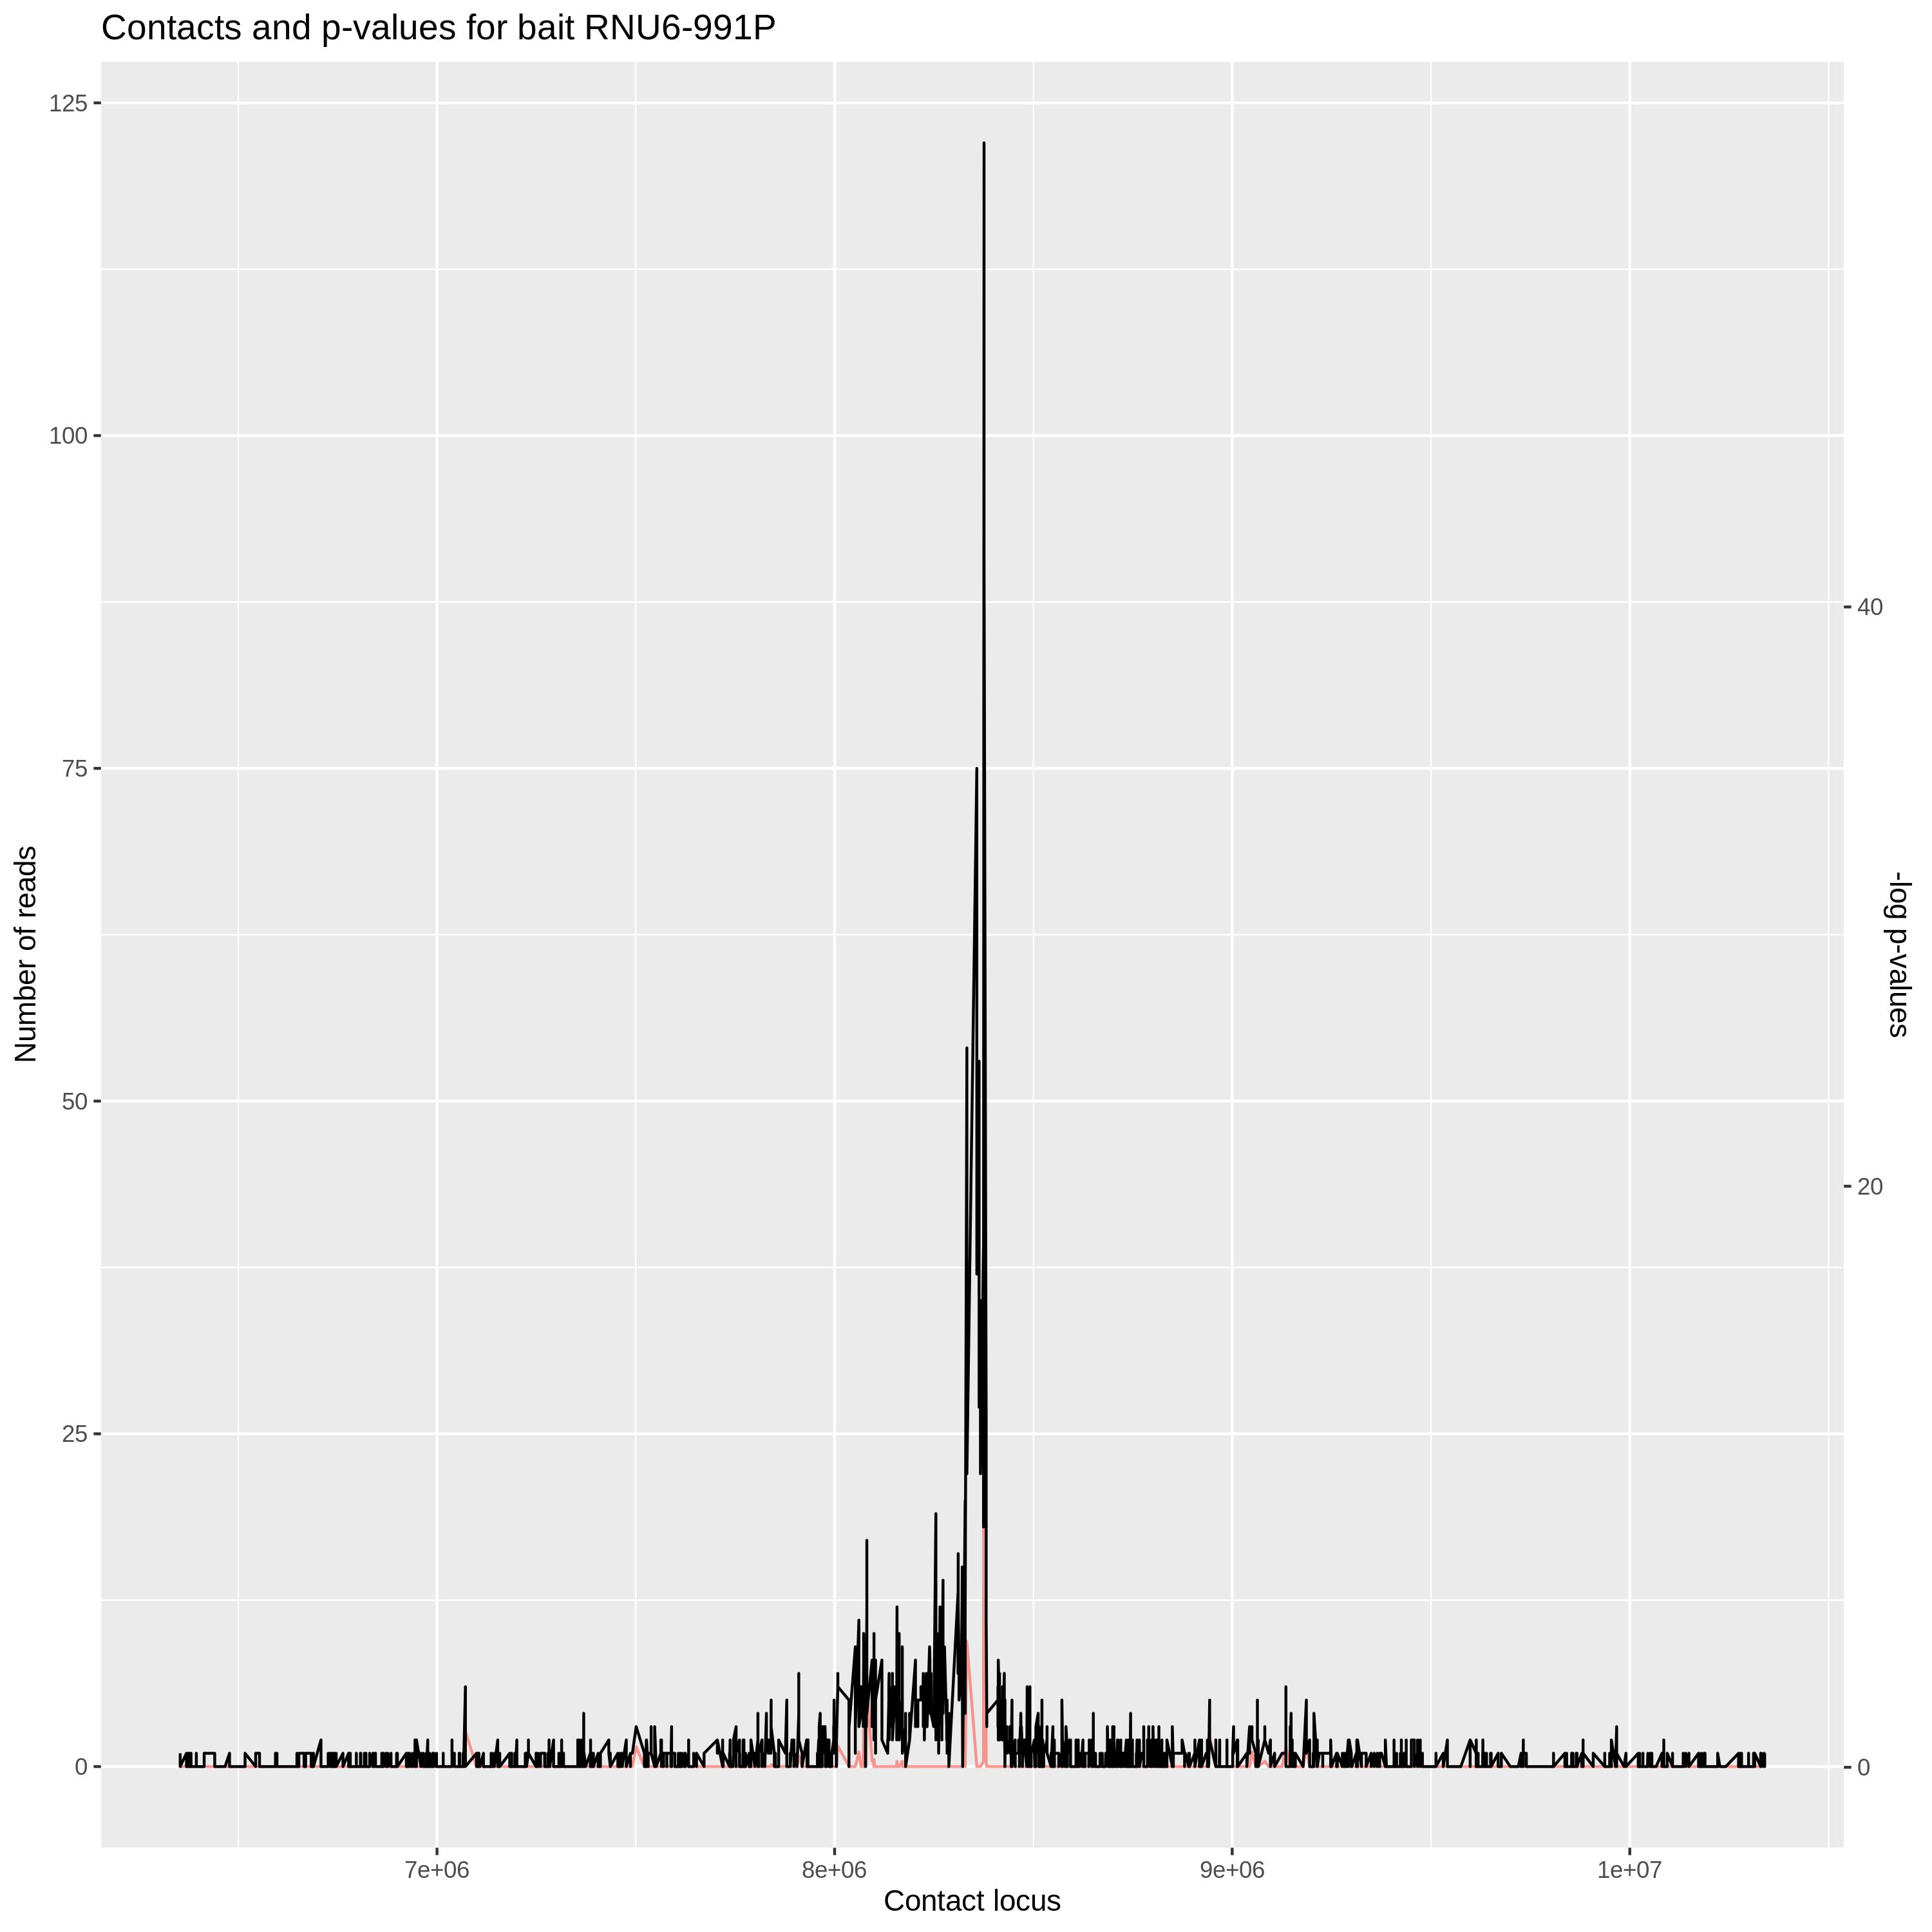 Contacts and p-values for bait RNU6-991P
125
100
75
50
25
0
Number of reads
40
20
0
-log p-values
7e+06
8e+06
9e+06
1e+07
Contact locus